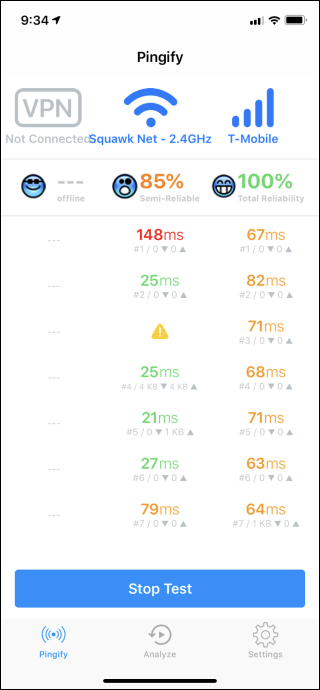 9:34
Pingify
VPN
Not Connected
Squawk Net - 2.4GHz
T-Mobile
---
offline
85%
Semi-Reliable
100%
Total Reliability
--- 148ms 67ms
#1 / 0 ▼ 0 ▲ #1 / 0 ▼ 0 ▲
--- 25ms 82ms
#2 / 0 ▼ 0 ▲ #2 / 0 ▼ 0 ▲
--- 71ms
#3 / 0 ▼ 0 ▲
--- 25ms 68ms
#4 / 4 KB ▼ 4 KB ▲ #4 / 0 ▼ 0 ▲
--- 21ms 71ms
#5 / 0 ▼ 1 KB ▲ #5 / 0 ▼ 0 ▲
--- 27ms 63ms
#6 / 0 ▼ 0 ▲ #6 / 0 ▼ 0 ▲
--- 79ms 64ms
#7 / 0 ▼ 0 ▲ #7 / 1 KB ▼ 0 ▲
Stop Test
Pingify Analyze Settings